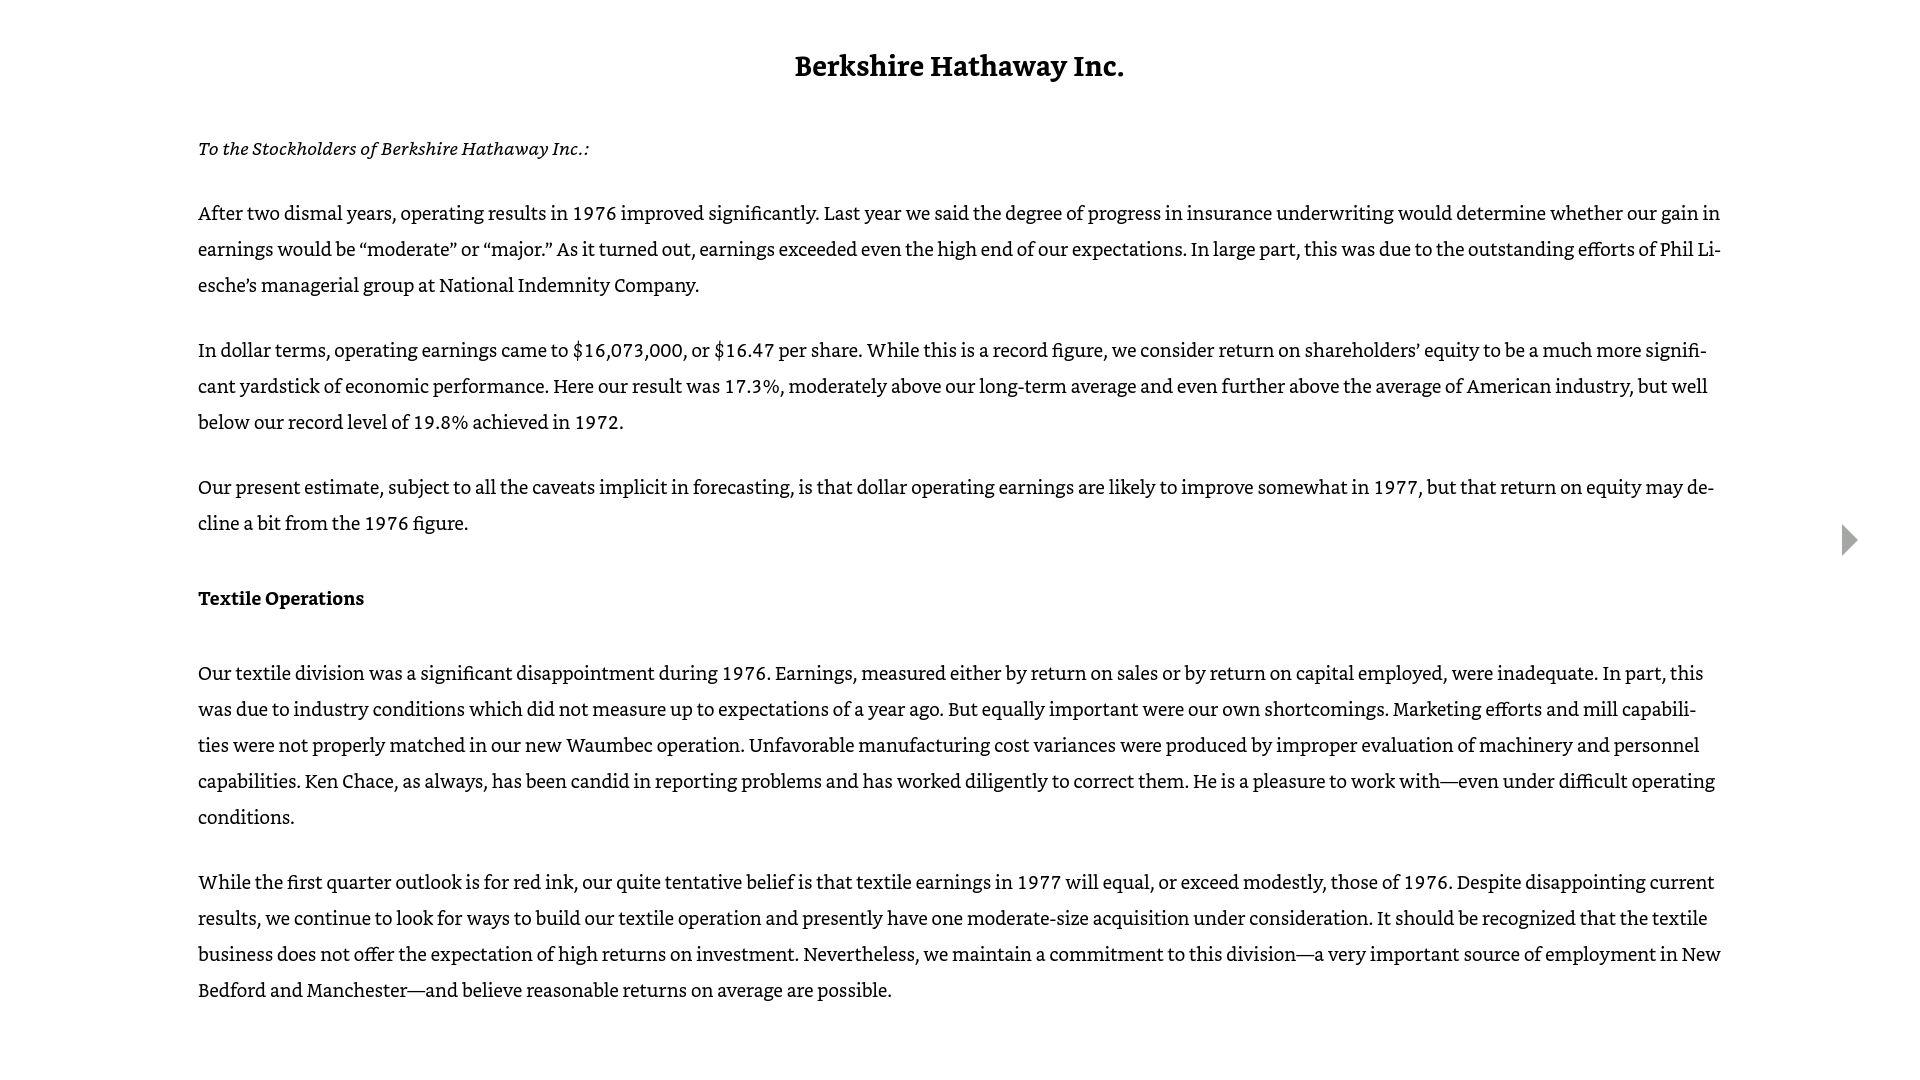 Berkshire Hathaway Inc.
To the Stockholders of Berkshire Hathaway Inc.:
After two dismal years, operating results in 1976 improved significantly. Last year we said the degree of progress in insurance underwriting would determine whether our gain in
earnings would be “moderate” or “major.” As it turned out, earnings exceeded even the high end of our expectations. In large part, this was due to the outstanding efforts of Phil Li-
esche’s managerial group at National Indemnity Company.
In dollar terms, operating earnings came to $16,073,000, or $16.47 per share. While this is a record figure, we consider return on shareholders’ equity to be a much more signifi-
cant yardstick of economic performance. Here our result was 17.3%, moderately above our long-term average and even further above the average of American industry, but well
below our record level of 19.8% achieved in 1972.
Our present estimate, subject to all the caveats implicit in forecasting, is that dollar operating earnings are likely to improve somewhat in 1977, but that return on equity may de-
cline a bit from the 1976 figure.
Textile Operations
Our textile division was a significant disappointment during 1976. Earnings, measured either by return on sales or by return on capital employed, were inadequate. In part, this
was due to industry conditions which did not measure up to expectations of a year ago. But equally important were our own shortcomings. Marketing efforts and mill capabili-
ties were not properly matched in our new Waumbec operation. Unfavorable manufacturing cost variances were produced by improper evaluation of machinery and personnel
capabilities. Ken Chace, as always, has been candid in reporting problems and has worked diligently to correct them. He is a pleasure to work with—even under difficult operating
conditions.
While the first quarter outlook is for red ink, our quite tentative belief is that textile earnings in 1977 will equal, or exceed modestly, those of 1976. Despite disappointing current
results, we continue to look for ways to build our textile operation and presently have one moderate-size acquisition under consideration. It should be recognized that the textile
business does not offer the expectation of high returns on investment. Nevertheless, we maintain a commitment to this division—a very important source of employment in New
Bedford and Manchester—and believe reasonable returns on average are possible.